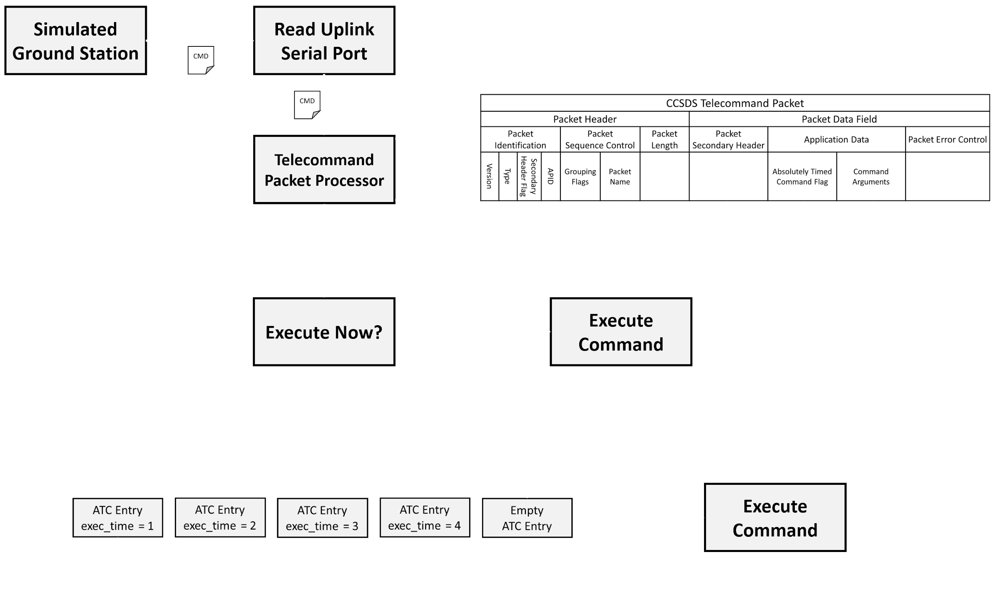 Simulated
Ground Station
CMD
Read Uplink
Serial Port
CMD
Telecommand
Packet Processor
CCSDS Telecommand Packet
Packet Header
Packet Data Field
Packet
Identification
Packet
Sequence Control
Packet
Length
Packet
Secondary Header
Application Data
Packet Error Control
Version
Type
Secondary
Header Flag
APID
Grouping
Flags
Packet
Name
Absolutely Timed
Command Flag
Command
Arguments
Execute Now?
Execute
Command
ATC Entry
exec_time = 1
ATC Entry
exec_time = 2
ATC Entry
exec_time = 3
ATC Entry
exec_time = 4
Empty
ATC Entry
Execute
Command